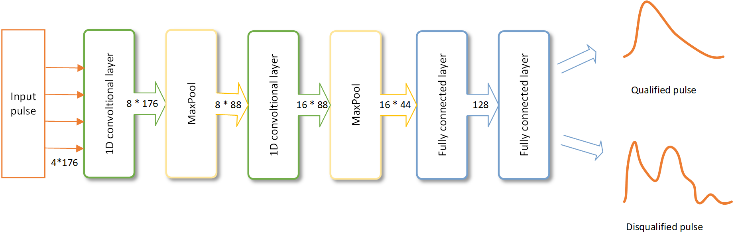 Input
pulse
4*176
1D convoltional layer
8 * 176
MaxPool
8 * 88
1D convoltional layer
16 * 88
MaxPool
16 * 44
Fully connected layer
128
Fully connected layer
Qualified pulse
Disqualified pulse